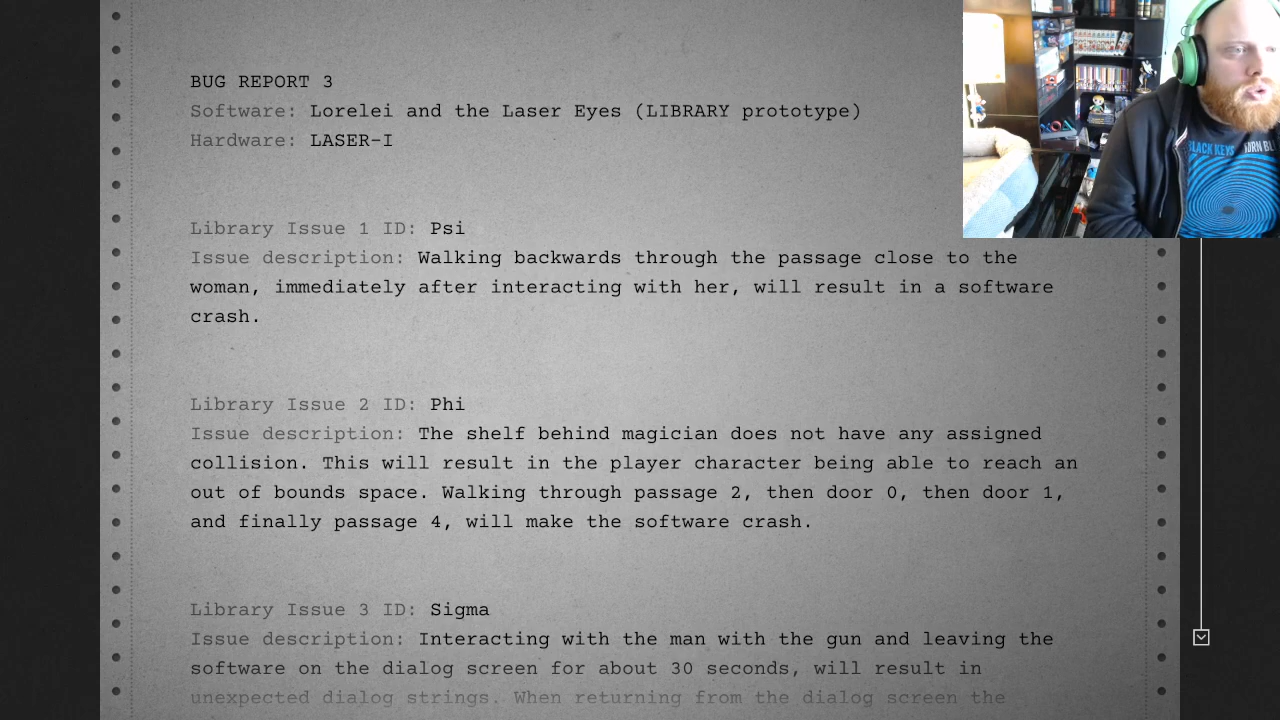 BUG REPORT 3
Software: Lorelei and the Laser Eyes (LIBRARY prototype)
Hardware: LASER-I
Library Issue 1 ID: Psi
Issue description: Walking backwards through the passage close to the
woman, immediately after interacting with her, will result in a software
crash.
Library Issue 2 ID: Phi
Issue description: The shelf behind magician does not have any assigned
collision. This will result in the player character being able to reach an
out of bounds space. Walking through passage 2, then door 0, then door 1,
and finally passage 4, will make the software crash.
Library Issue 3 ID: Sigma
Issue description: Interacting with the man with the gun and leaving the
software on the dialog screen for about 30 seconds, will result in
unexpected dialog strings. When returning from the dialog screen the
KEYS